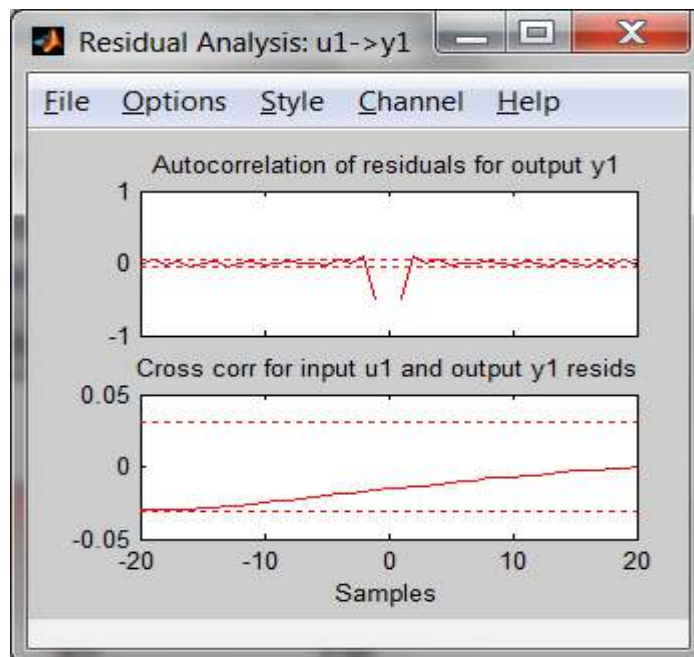 Residual Analysis: u1->y1
File Options Style Channel Help
Autocorrelation of residuals for output y1
1
0
-1
Cross corr for input u1 and output y1 resids
0.05
0
-0.05
-20 -10 0 10 20
Samples